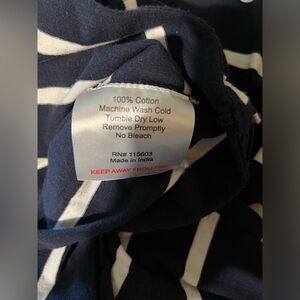 100% Cotton
Machine Wash Cold
Tumble Dry Low
Remove Promptly
No Bleach
RN# 115603
Made in India
KEEP AWAY FROM